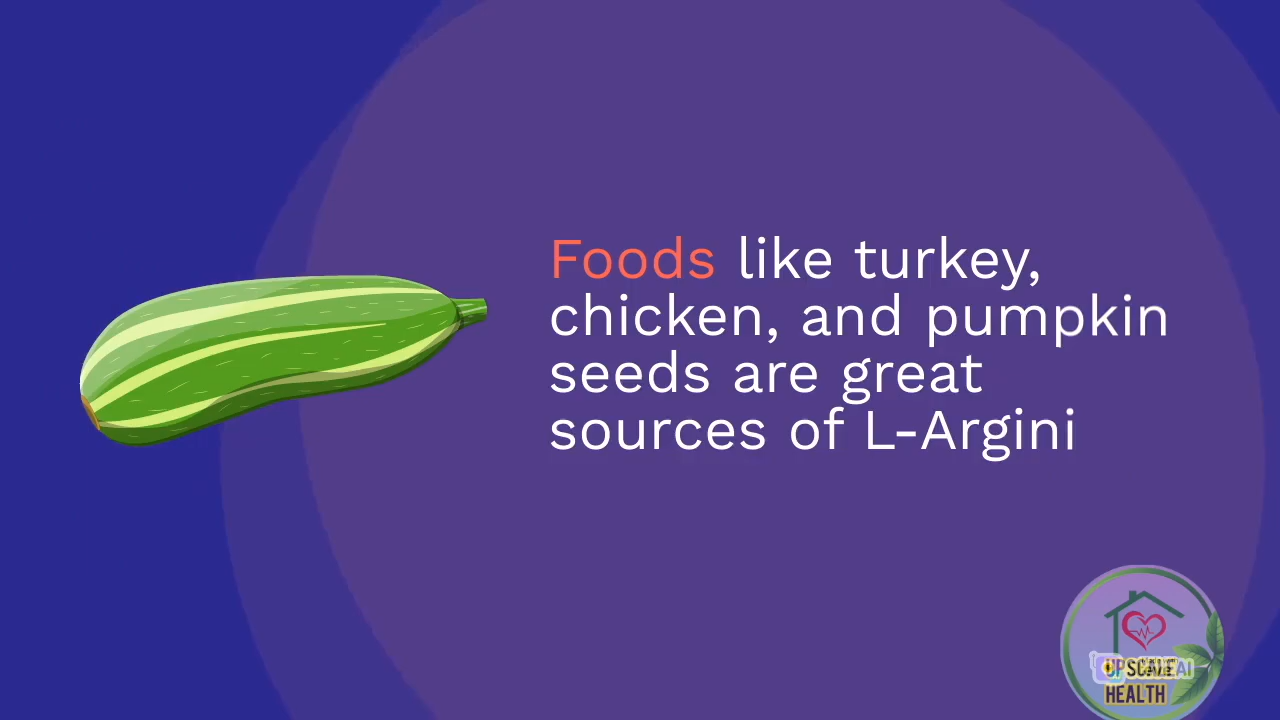 Foods like turkey,
chicken, and pumpkin
seeds are great
sources of L-Argini
HEALTH